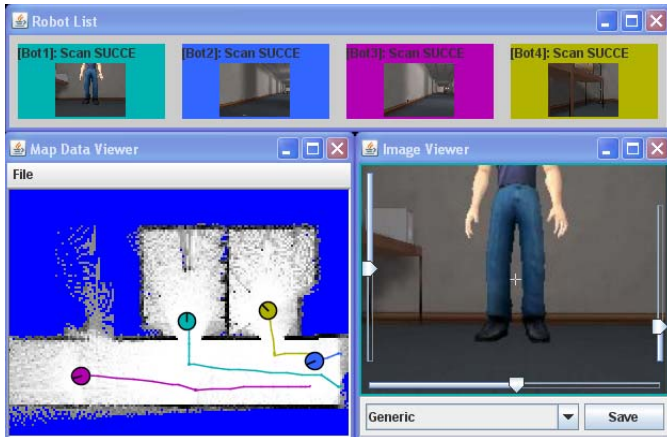 Robot List
[Bot1]: Scan SUCCE
[Bot2]: Scan SUCCE
[Bot3]: Scan SUCCE
[Bot4]: Scan SUCCE
Map Data Viewer
Image Viewer
File
Generic
Save